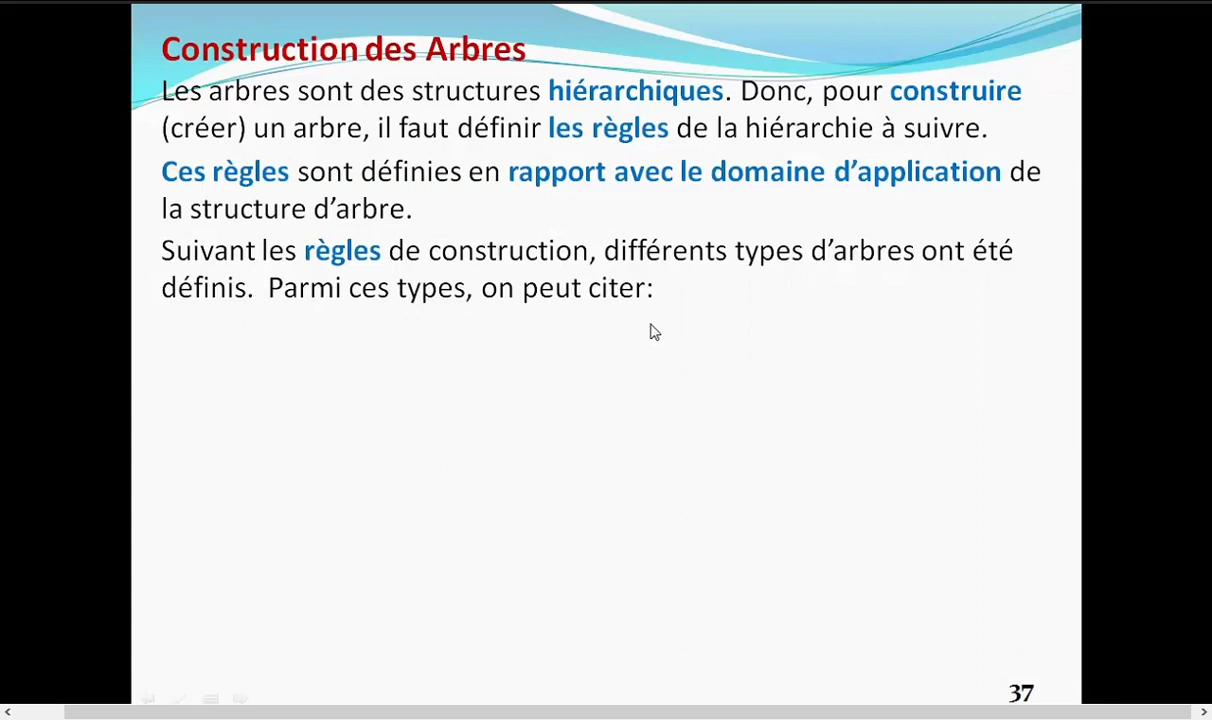 Construction des Arbres
Les arbres sont des structures hiérarchiques. Donc, pour construire
(créer) un arbre, il faut définir les règles de la hiérarchie à suivre.
Ces règles sont définies en rapport avec le domaine d’application de
la structure d’arbre.
Suivant les règles de construction, différents types d’arbres ont été
définis.  Parmi ces types, on peut citer:
37